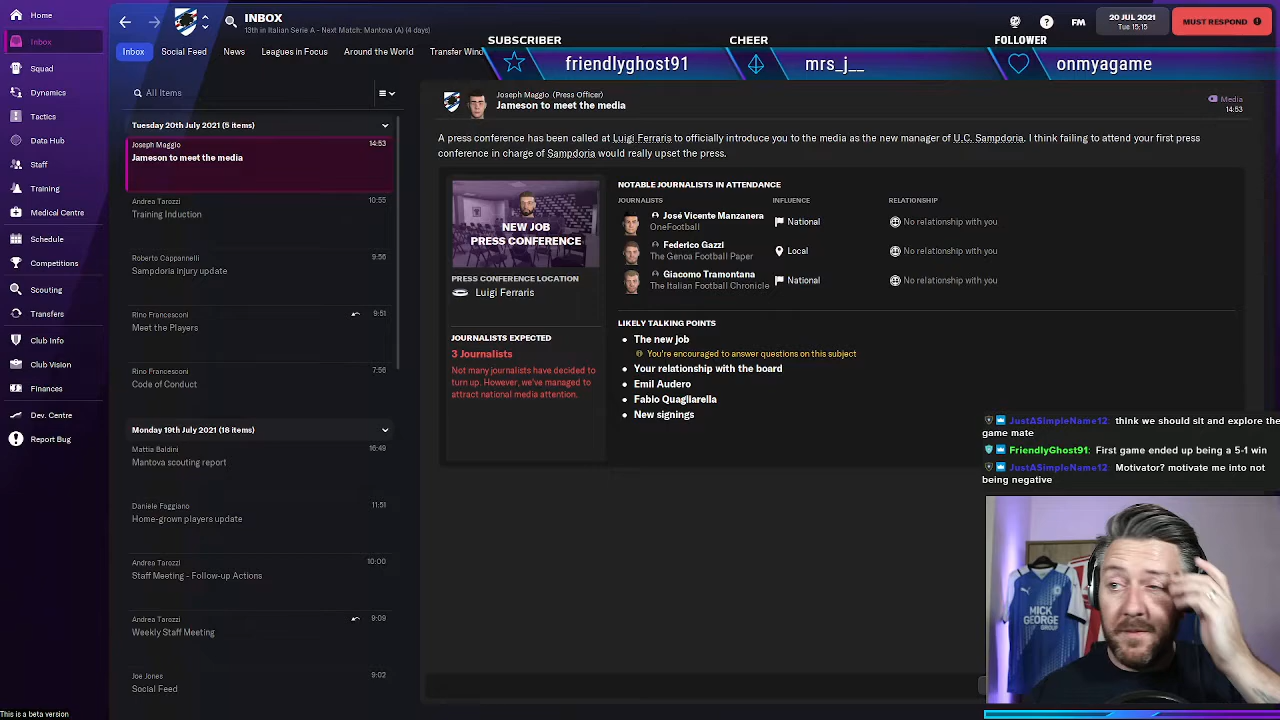 Home
Inbox
Squad
Dynamics
Tactics
Data Hub
Staff
Training
Medical Centre
Schedule
Competitions
Scouting
Transfers
Club Info
Club Vision
Finances
Dev. Centre
Report Bug
This is a beta version
INBOX
13th in Italian Serie A - Next Match: Mantova (A) (4 days)
FM
20 JUL 2021
Tue 15:15
MUST RESPOND
Inbox
Social Feed
News
Leagues in Focus
Around the World
Transfer Wind
SUBSCRIBER
friendlyghost91
CHEER
mrs_j__
FOLLOWER
onmyagame
All Items
Tuesday 20th July 2021 (5 items)
Joseph Maggio
14:53
Jameson to meet the media
Andrea Tarozzi
10:55
Training Induction
Roberto Cappannelli
9:56
Sampdoria injury update
Rino Francesconi
9:51
Meet the Players
Rino Francesconi
7:56
Code of Conduct
Monday 19th July 2021 (18 items)
Mattia Baldini
16:49
Mantova scouting report
Daniele Faggiano
11:51
Home-grown players update
Andrea Tarozzi
10:00
Staff Meeting - Follow-up Actions
Andrea Tarozzi
9:09
Weekly Staff Meeting
Joe Jones
9:02
Social Feed
Joseph Maggio (Press Officer)
Jameson to meet the media
Media
14:53
A press conference has been called at Luigi Ferraris to officially introduce you to the media as the new manager of U.C. Sampdoria. I think failing to attend your first
press conference in charge of Sampdoria would really upset the press.
NEW JOB
PRESS CONFERENCE
PRESS CONFERENCE LOCATION
Luigi Ferraris
JOURNALISTS EXPECTED
3 Journalists
Not many journalists have decided to
turn up. However, we've managed to
attract national media attention.
NOTABLE JOURNALISTS IN ATTENDANCE
JOURNALISTS
INFLUENCE
RELATIONSHIP
José Vicente Manzanera
OneFootball
National
No relationship with you
Federico Gazzi
The Genoa Football Paper
Local
No relationship with you
Giacomo Tramontana
The Italian Football Chronicle
National
No relationship with you
LIKELY TALKING POINTS
The new job
You're encouraged to answer questions on this subject
Your relationship with the board
Emil Audero
Fabio Quagliarella
New signings
JustASimpleName12: think we should sit and explore the
game mate
FriendlyGhost91: First game ended up being a 5-1 win
JustASimpleName12: Motivator? motivate me into not
being negative
MICK
GEORGE
GROUP